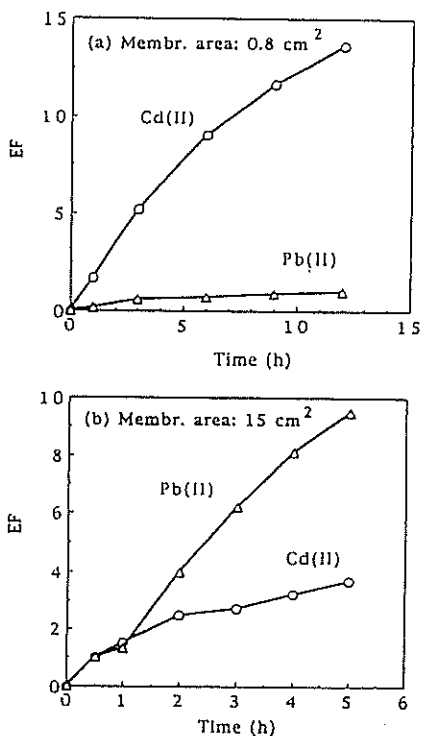 (a) Membr. area: 0.8 cm²
15
10
5
0
EF
Cd(II)
Pb(II)
0
5
10
15
Time (h)
(b) Membr. area: 15 cm²
10
8
6
4
2
0
EF
Pb(II)
Cd(II)
0
1
2
3
4
5
6
Time (h)